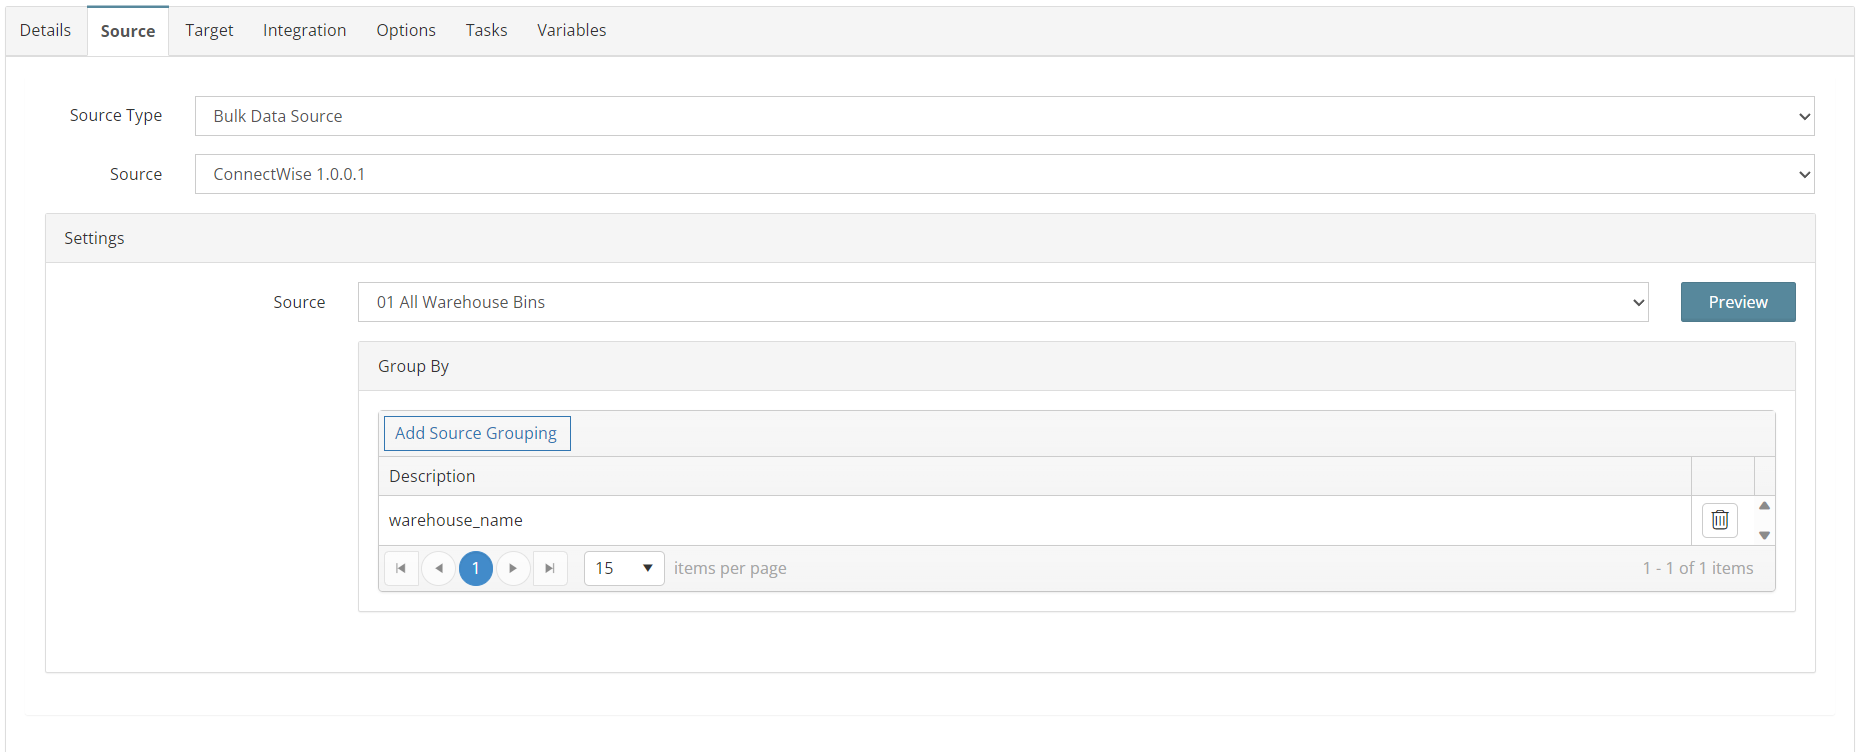 Details Source Target Integration Options Tasks Variables
Source Type Bulk Data Source
Source ConnectWise 1.0.0.1
Settings
Source 01 All Warehouse Bins Preview
Group By
Add Source Grouping
Description
warehouse_name
1 15 items per page 1 - 1 of 1 items